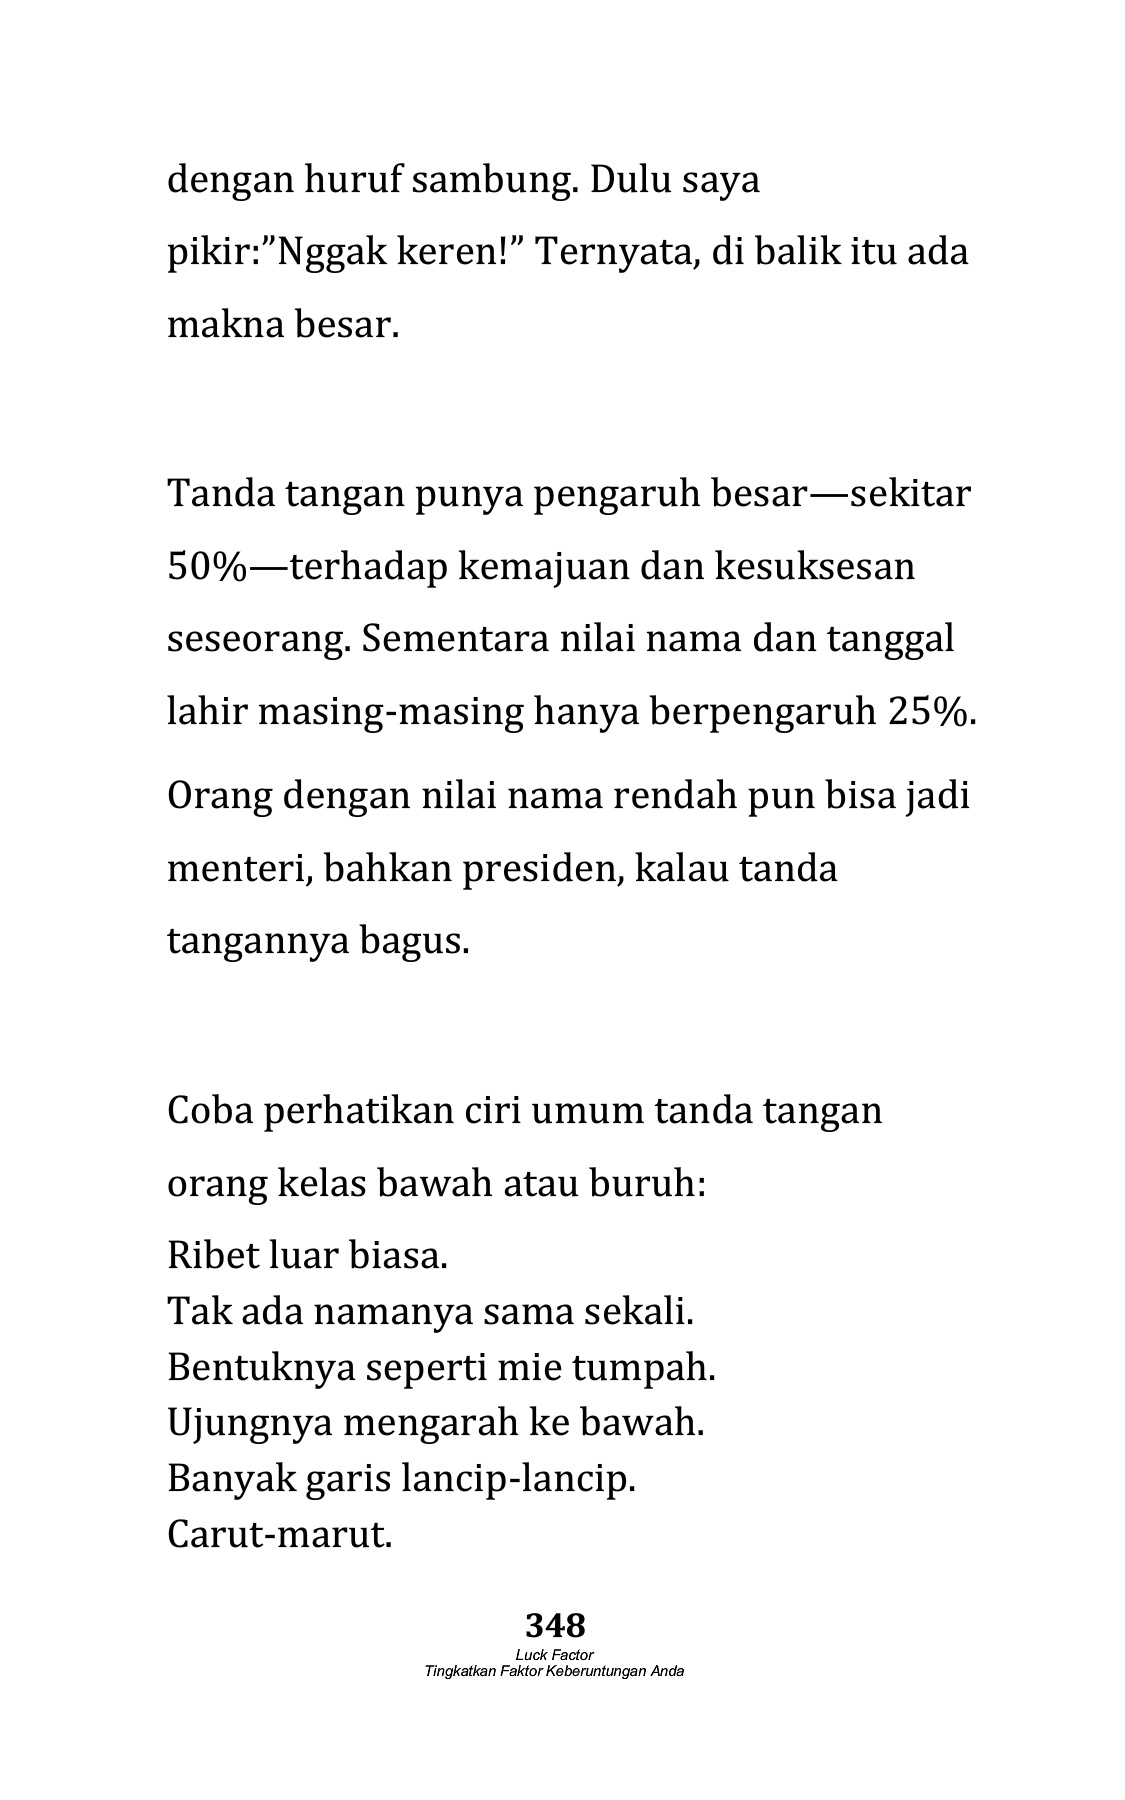 dengan huruf sambung. Dulu saya
pikir:”Nggak keren!” Ternyata, di balik itu ada
makna besar.
Tanda tangan punya pengaruh besar—sekitar
50%—terhadap kemajuan dan kesuksesan
seseorang. Sementara nilai nama dan tanggal
lahir masing-masing hanya berpengaruh 25%.
Orang dengan nilai nama rendah pun bisa jadi
menteri, bahkan presiden, kalau tanda
tangannya bagus.
Coba perhatikan ciri umum tanda tangan
orang kelas bawah atau buruh:
Ribet luar biasa.
Tak ada namanya sama sekali.
Bentuknya seperti mie tumpah.
Ujungnya mengarah ke bawah.
Banyak garis lancip-lancip.
Carut-marut.
348
Luck Factor
Tingkatkan Faktor Keberuntungan Anda